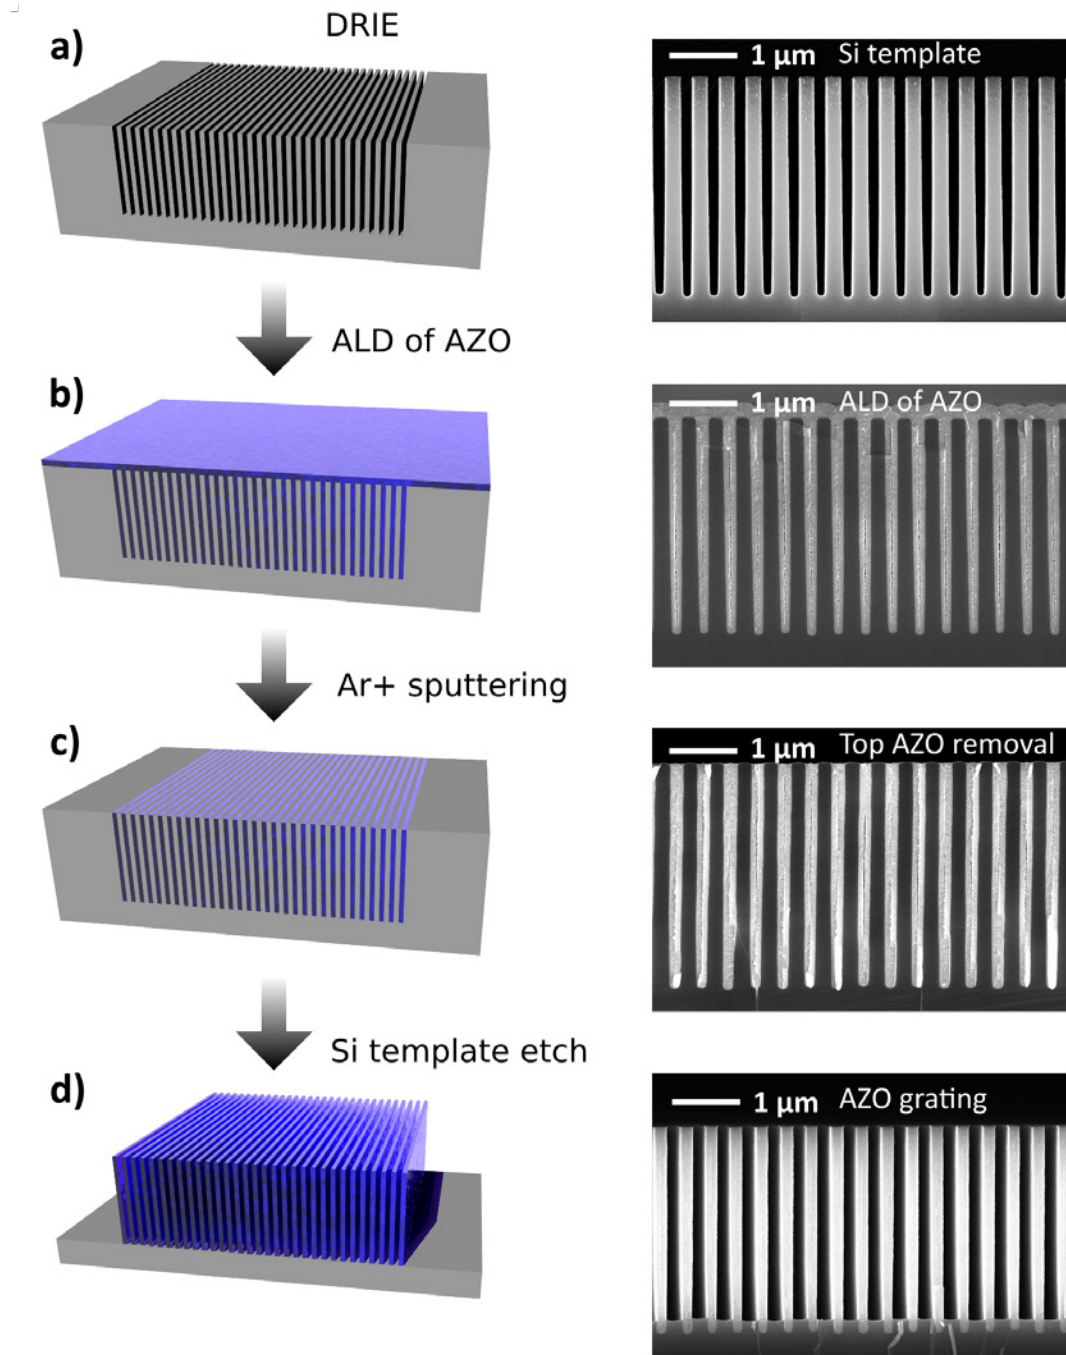 DRIE
a)
1 µm Si template
ALD of AZO
b)
1 µm ALD of AZO
Ar+ sputtering
c)
1 µm Top AZO removal
Si template etch
d)
1 µm AZO grating